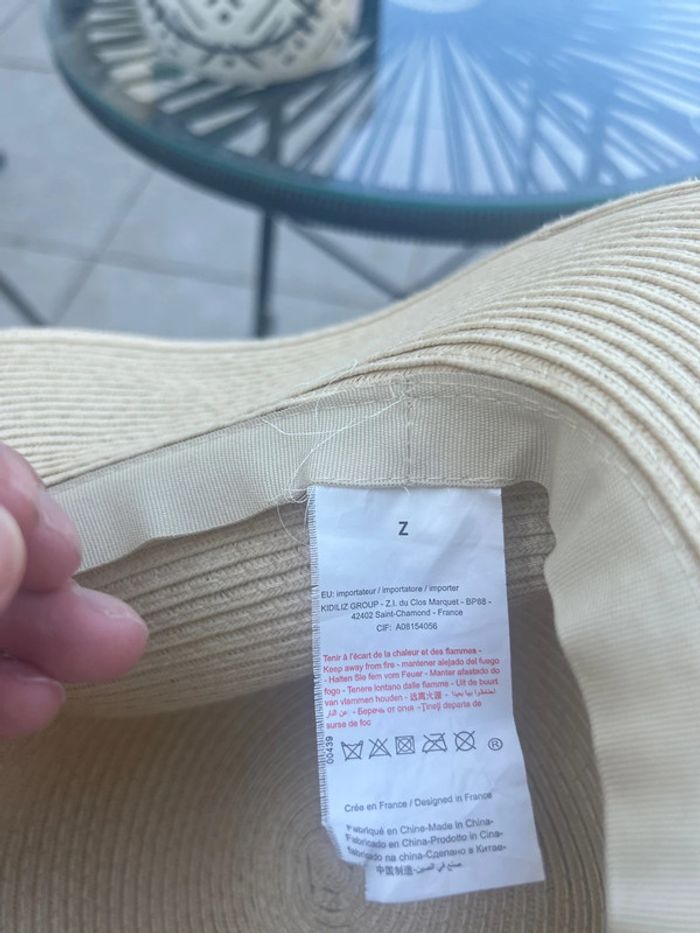 Z
EU: importateur / importatore / importer
KIDILIZ GROUP - Z.I. du Clos Marquet - BP88 -
42402 Saint-Chamond - France
CIF: A08154056
Tenir à l'écart de la chaleur et des flammes -
Keep away from fire - mantener alejado del fuego
- Halten Sie fern vom Feuer - Manter afastado do
fogo - Tenere lontano dalle fiamme - Uit de buurt
van vlammen houden - 远离火源 - احتفظوا بها بعيدا
عن النار - Беречь от огня -Țineți departe de
surse de foc
00439
®
Crée en France / Designed in France
Fabriqué en Chine-Made in China-
Fabricado en China-Prodotto in Cina-
fabricado na china-Сделано в Китае-
中国制造-صنع في الصين